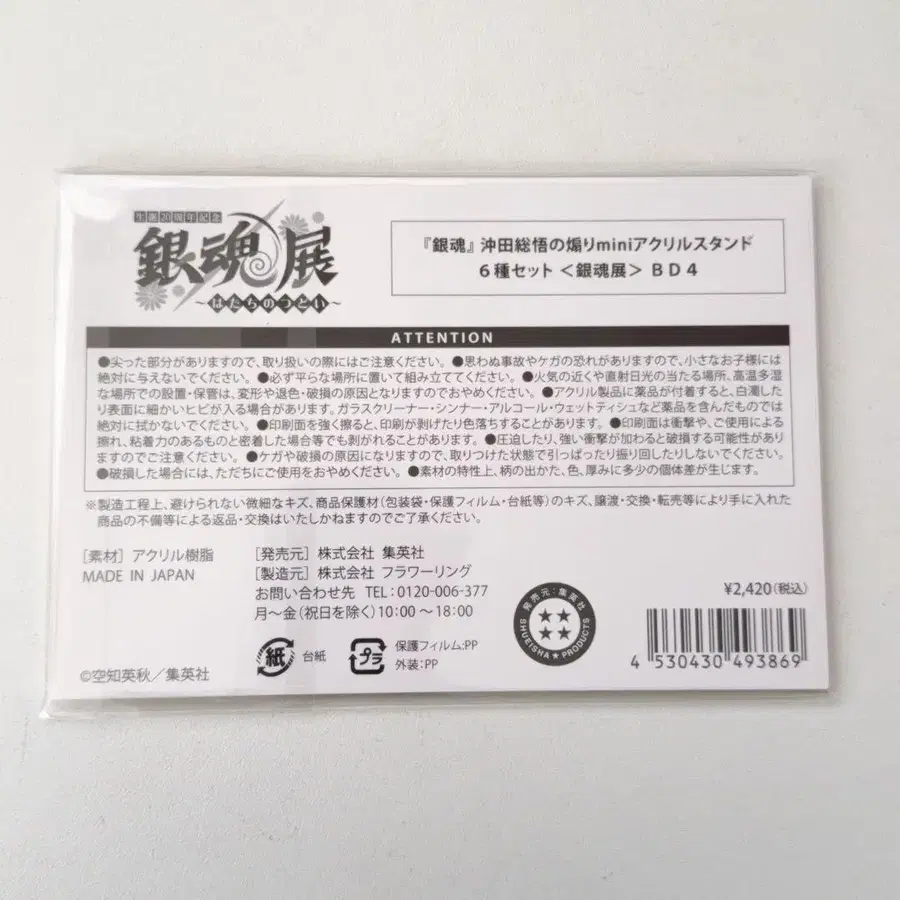 生誕20周年記念
銀魂展
～はたちのつどい～
『銀魂』沖田総悟の煽りminiアクリルスタンド
6種セット＜銀魂展＞ＢＤ４
ATTENTION
●尖った部分がありますので、取り扱いの際にはご注意ください。●思わぬ事故やケガの恐れがありますので、小さなお子様には
絶対に与えないでください。●必ず平らな場所に置いて組み立ててください。●火気の近くや直射日光の当たる場所、高温多湿
な場所での設置・保管は、変形や退色・破損の原因となりますのでおやめください。●アクリル製品に薬品が付着すると、白濁した
り表面に細かいヒビが入る場合があります。ガラスクリーナー・シンナー・アルコール・ウェットティシュなど薬品を含んだものでは
絶対に拭かないでください。●印刷面を強く擦ると、印刷が剥げたり色落ちすることがあります。●印刷面は衝撃や、ご使用による
擦れ、粘着力のあるものと密着した場合等でも剥がれることがあります。●圧迫したり、強い衝撃が加わると破損する可能性があり
ますのでご注意ください。●ケガや破損の原因になりますので、取りつけた状態で引っぱったり振り回したりしないでください。
●破損した場合には、ただちにご使用をおやめください。●素材の特性上、柄の出かた、色、厚みに多少の個体差が生じます。
※製造工程上、避けられない微細なキズ、商品保護材（包装袋・保護フィルム・台紙等）のキズ、譲渡・交換・転売等により手に入れた
商品の不備等による返品・交換はいたしかねますのでご了承ください。
［素材］アクリル樹脂
MADE IN JAPAN
［発売元］株式会社 集英社
［製造元］株式会社 フラワーリング
お問い合わせ先 TEL：0120-006-377
月～金（祝日を除く）10：00～18：00
紙
台紙
プラ
保護フィルム：PP
外装：PP
発売元：集英社
SHUEISHA★PRODUCTS
¥2,420（税込）
4 530430 493869
©空知英秋／集英社